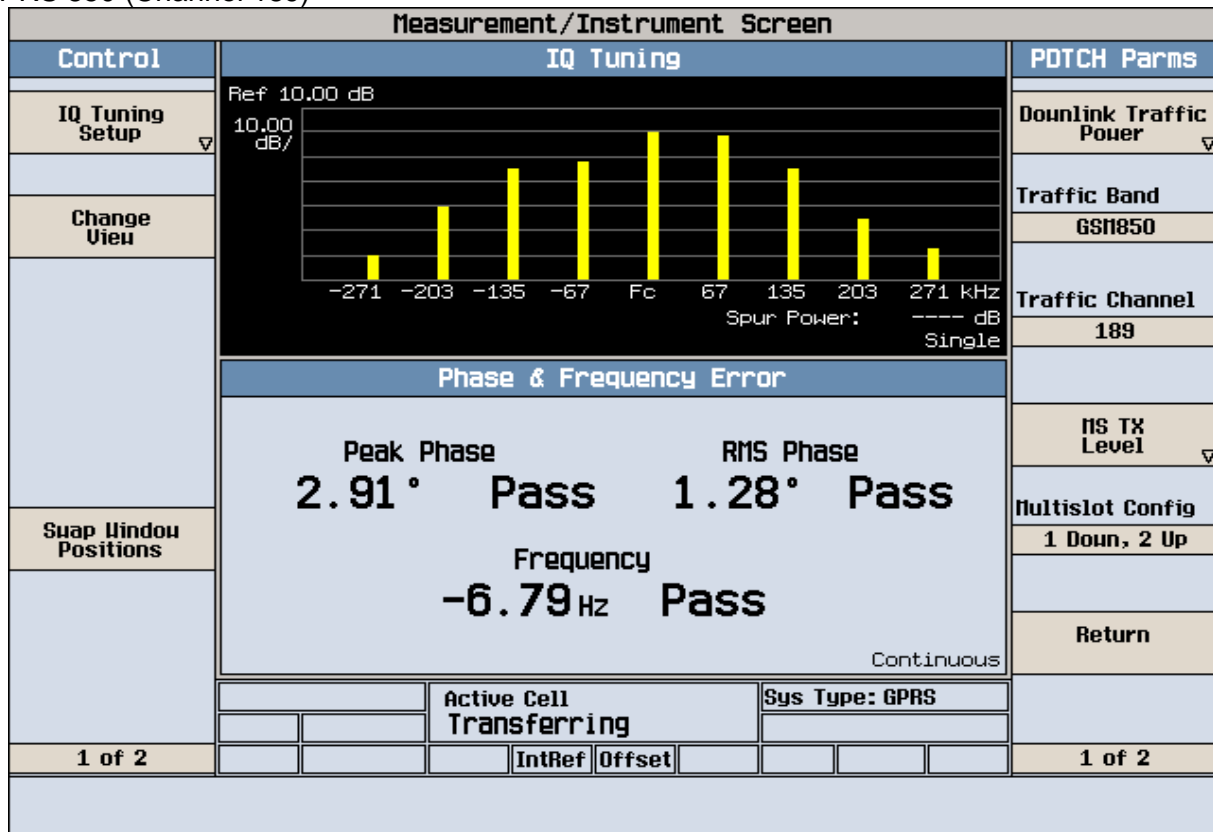 Measurement/Instrument Screen
Control
IQ Tuning
PDTCH Parms
IQ Tuning
Setup
Change
View
Swap Window
Positions
1 of 2
Ref 10.00 dB
10.00
dB/
-271 -203 -135 -67 Fc 67 135 203 271 kHz
Spur Power: ---- dB
Single
Phase & Frequency Error
Peak Phase RMS Phase
2.91° Pass 1.28° Pass
Frequency
-6.79 Hz Pass
Continuous
Active Cell
Transferring
Sys Type: GPRS
IntRef Offset
Downlink Traffic
Power
Traffic Band
GSM850
Traffic Channel
189
MS TX
Level
Multislot Config
1 Down, 2 Up
Return
1 of 2